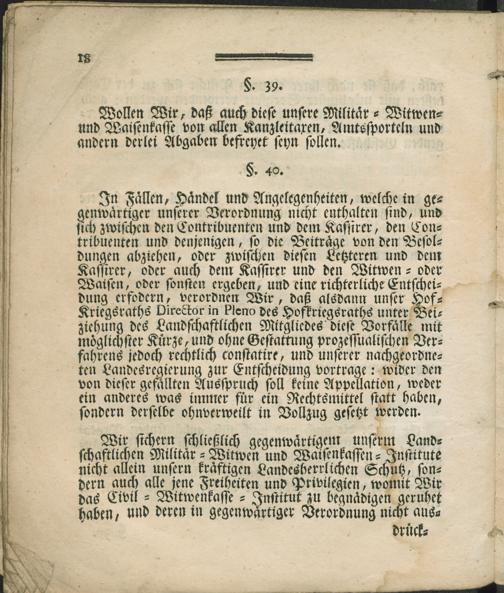 18
§. 39.
Wollen Wir, daß auch diese unsere Militär-Witwen-
und Waisenkasse von allen Kanzleitaxen, Amtssporteln und
andern derlei Abgaben befreyet seyn sollen.
§. 40.
In Fällen, Händel und Angelegenheiten, welche in ge-
genwärtiger unserer Verordnung nicht enthalten sind, und
sich zwischen den Contribuenten und dem Kassirer, den Con-
tribuenten und denjenigen, so die Beiträge von den Besol-
dungen abziehen, oder zwischen diesen Letzteren und dem
Kassirer, oder auch dem Kassirer und den Witwen- oder
Waisen, oder sonsten ergeben, und eine richterliche Entschei-
dung erfodern, verordnen Wir, daß alsdann unser Hof-
Kriegsraths Director in Pleno des Hofkriegsraths unter Bei-
ziehung des Landschaftlichen Mitgliedes diese Vorfälle mit
möglichster Kürze, und ohne Gestattung prozessualischen Ver-
fahrens jedoch rechtlich constatire, und unserer nachgeordne-
ten Landesregierung zur Entscheidung vortrage: wider den
von dieser gefällten Ausspruch soll keine Appellation, weder
ein anderes was immer für ein Rechtsmittel statt haben,
sondern derselbe ohnverweilt in Vollzug gesetzt werden.
Wir sichern schließlich gegenwärtigem unserm Land-
schaftlichen Militär-Witwen und Waisenkassen-Institute
nicht allein unsern kräftigen Landesherrlichen Schutz, son-
dern auch alle jene Freiheiten und Privilegien, womit Wir
das Civil-Witwenkasse-Institut zu begnädigen geruhet
haben, und deren in gegenwärtiger Verordnung nicht aus-
drück-